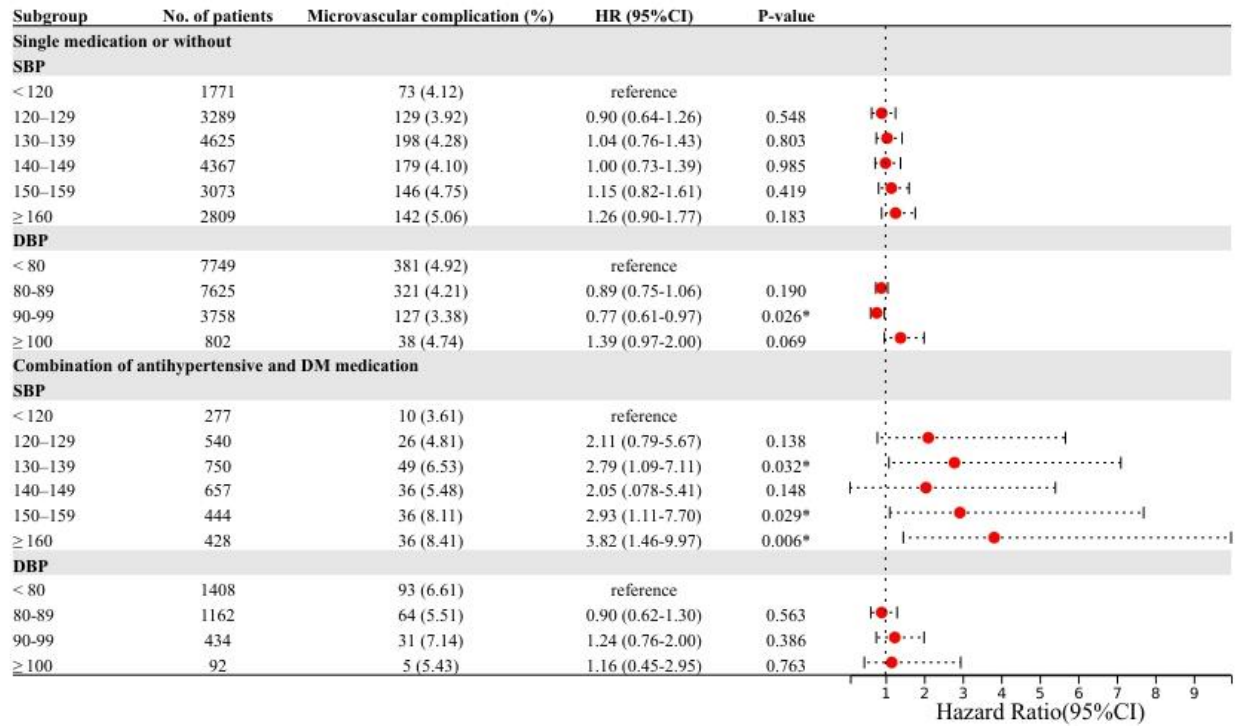 Subgroup No. of patients Microvascular complication (%) HR (95%CI) P-value
Single medication or without
SBP
< 120 1771 73 (4.12) reference
120–129 3289 129 (3.92) 0.90 (0.64-1.26) 0.548
130–139 4625 198 (4.28) 1.04 (0.76-1.43) 0.803
140–149 4367 179 (4.10) 1.00 (0.73-1.39) 0.985
150–159 3073 146 (4.75) 1.15 (0.82-1.61) 0.419
≥ 160 2809 142 (5.06) 1.26 (0.90-1.77) 0.183
DBP
< 80 7749 381 (4.92) reference
80-89 7625 321 (4.21) 0.89 (0.75-1.06) 0.190
90-99 3758 127 (3.38) 0.77 (0.61-0.97) 0.026*
≥ 100 802 38 (4.74) 1.39 (0.97-2.00) 0.069
Combination of antihypertensive and DM medication
SBP
< 120 277 10 (3.61) reference
120–129 540 26 (4.81) 2.11 (0.79-5.67) 0.138
130–139 750 49 (6.53) 2.79 (1.09-7.11) 0.032*
140–149 657 36 (5.48) 2.05 (.078-5.41) 0.148
150–159 444 36 (8.11) 2.93 (1.11-7.70) 0.029*
≥ 160 428 36 (8.41) 3.82 (1.46-9.97) 0.006*
DBP
< 80 1408 93 (6.61) reference
80-89 1162 64 (5.51) 0.90 (0.62-1.30) 0.563
90-99 434 31 (7.14) 1.24 (0.76-2.00) 0.386
≥ 100 92 5 (5.43) 1.16 (0.45-2.95) 0.763
1 2 3 4 5 6 7 8 9
Hazard Ratio(95%CI)